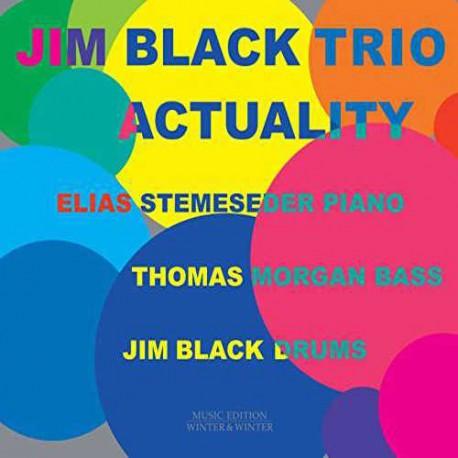 JIM BLACK TRIO
ACTUALITY
ELIAS STEMESEDER PIANO
THOMAS MORGAN BASS
JIM BLACK DRUMS
MUSIC EDITION
WINTER & WINTER